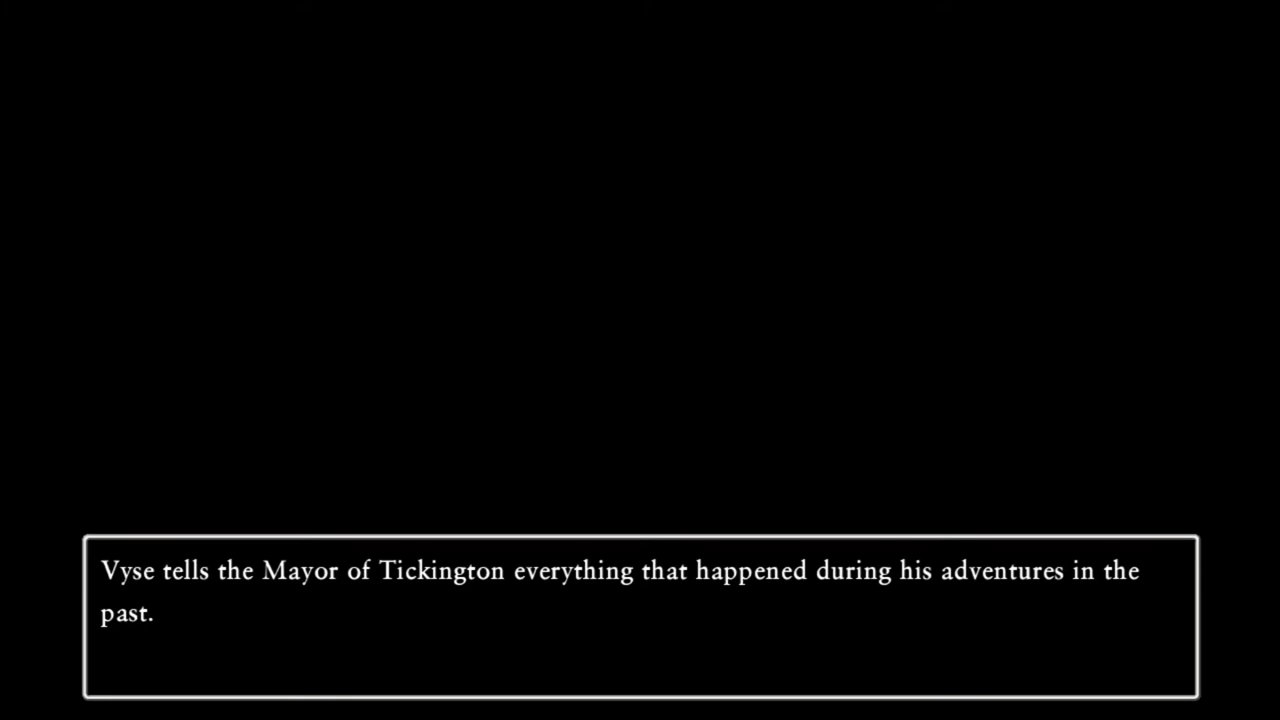 Vyse tells the Mayor of Tickington everything that happened during his adventures in the
past.